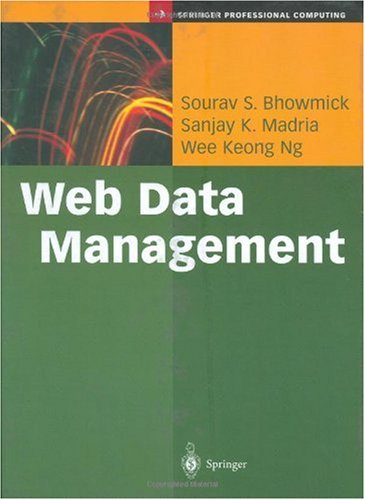 SPRINGER PROFESSIONAL COMPUTING
Sourav S. Bhowmick
Sanjay K. Madria
Wee Keong Ng
Web Data
Management
Springer